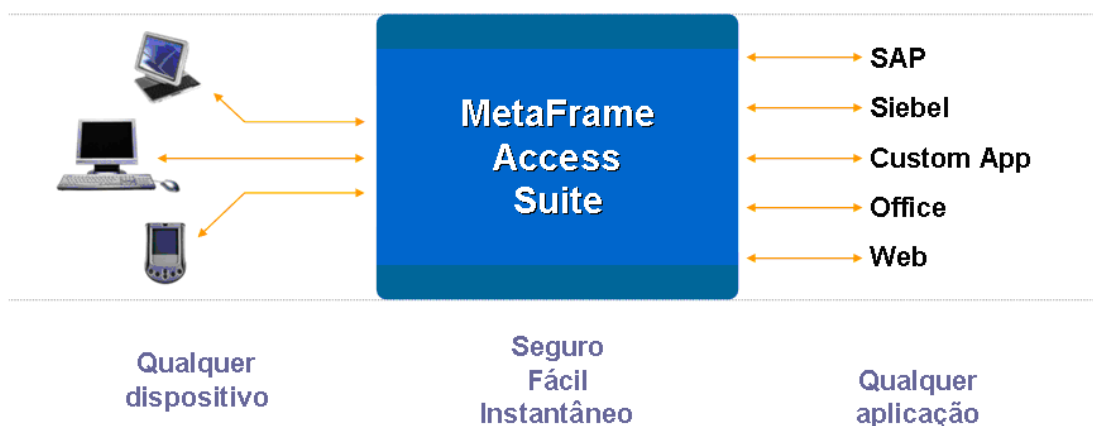 MetaFrame
Access
Suite
SAP
Siebel
Custom App
Office
Web
Qualquer
dispositivo
Seguro
Fácil
Instantâneo
Qualquer
aplicação